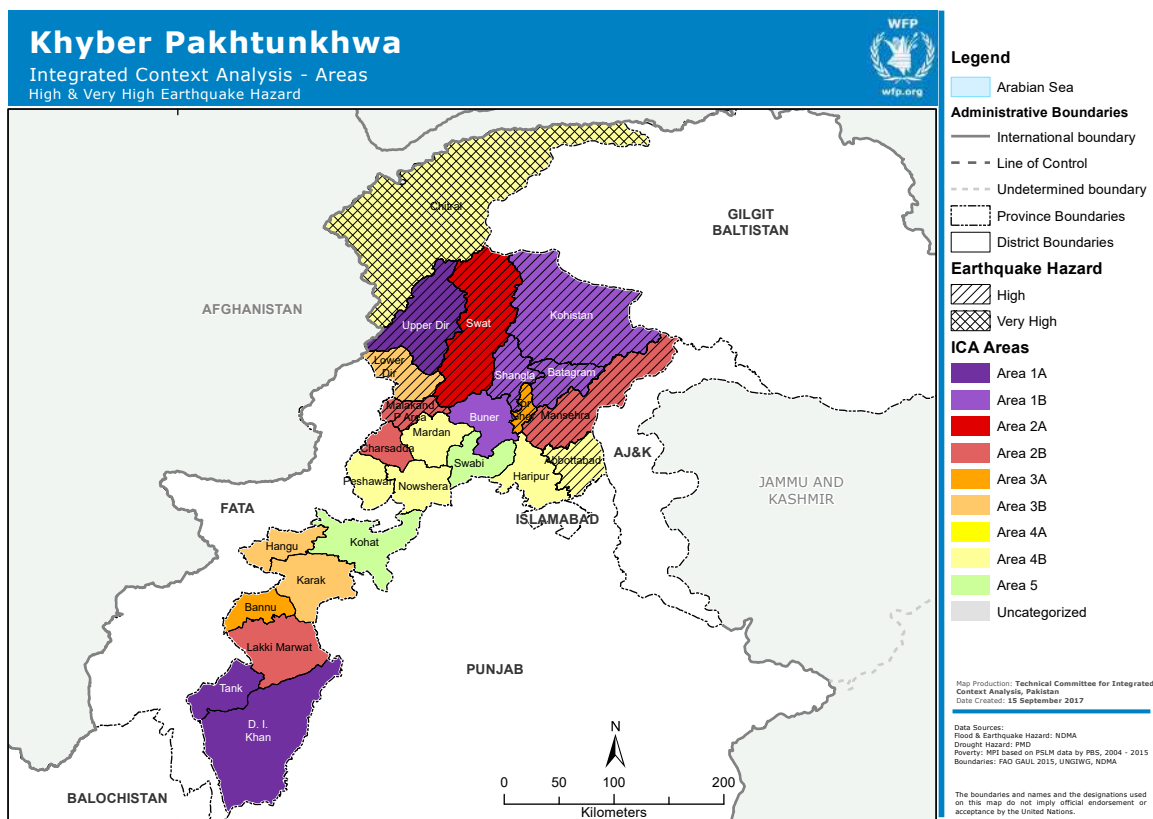 Khyber Pakhtunkhwa
Integrated Context Analysis - Areas
High & Very High Earthquake Hazard
WFP
wfp.org
Chitral
GILGIT
BALTISTAN
AFGHANISTAN
Upper Dir
Swat
Kohistan
Lower
Dir
Shangla
Batagram
Tor
Ghar
Malakand
P Area
Buner
Mansehra
Mardan
Charsadda
Swabi
Abbottabad
AJ&K
Peshawar
Nowshera
Haripur
JAMMU AND
KASHMIR
FATA
ISLAMABAD
Hangu
Kohat
Karak
Bannu
Lakki Marwat
PUNJAB
Tank
D. I.
Khan
BALOCHISTAN
N
0 50 100 200
Kilometers
Legend
Arabian Sea
Administrative Boundaries
International boundary
Line of Control
Undetermined boundary
Province Boundaries
District Boundaries
Earthquake Hazard
High
Very High
ICA Areas
Area 1A
Area 1B
Area 2A
Area 2B
Area 3A
Area 3B
Area 4A
Area 4B
Area 5
Uncategorized
Map Production: Technical Committee for Integrated
Context Analysis, Pakistan
Date Created: 15 September 2017
Data Sources:
Flood & Earthquake Hazard: NDMA
Drought Hazard: PMD
Poverty: MPI based on PSLM data by PBS, 2004 - 2015
Boundaries: FAO GAUL 2015, UNGIWG, NDMA
The boundaries and names and the designations used
on this map do not imply official endorsement or
acceptance by the United Nations.